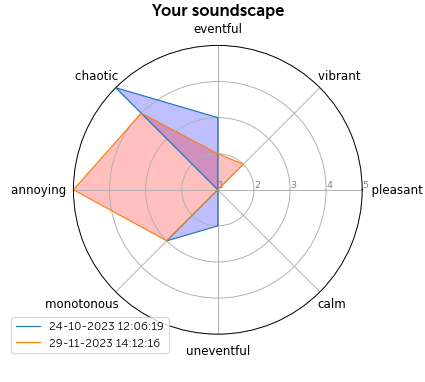 Your soundscape
eventful
chaotic
vibrant
annoying
1 2 3 4 5
pleasant
monotonous
calm
uneventful
24-10-2023 12:06:19
29-11-2023 14:12:16